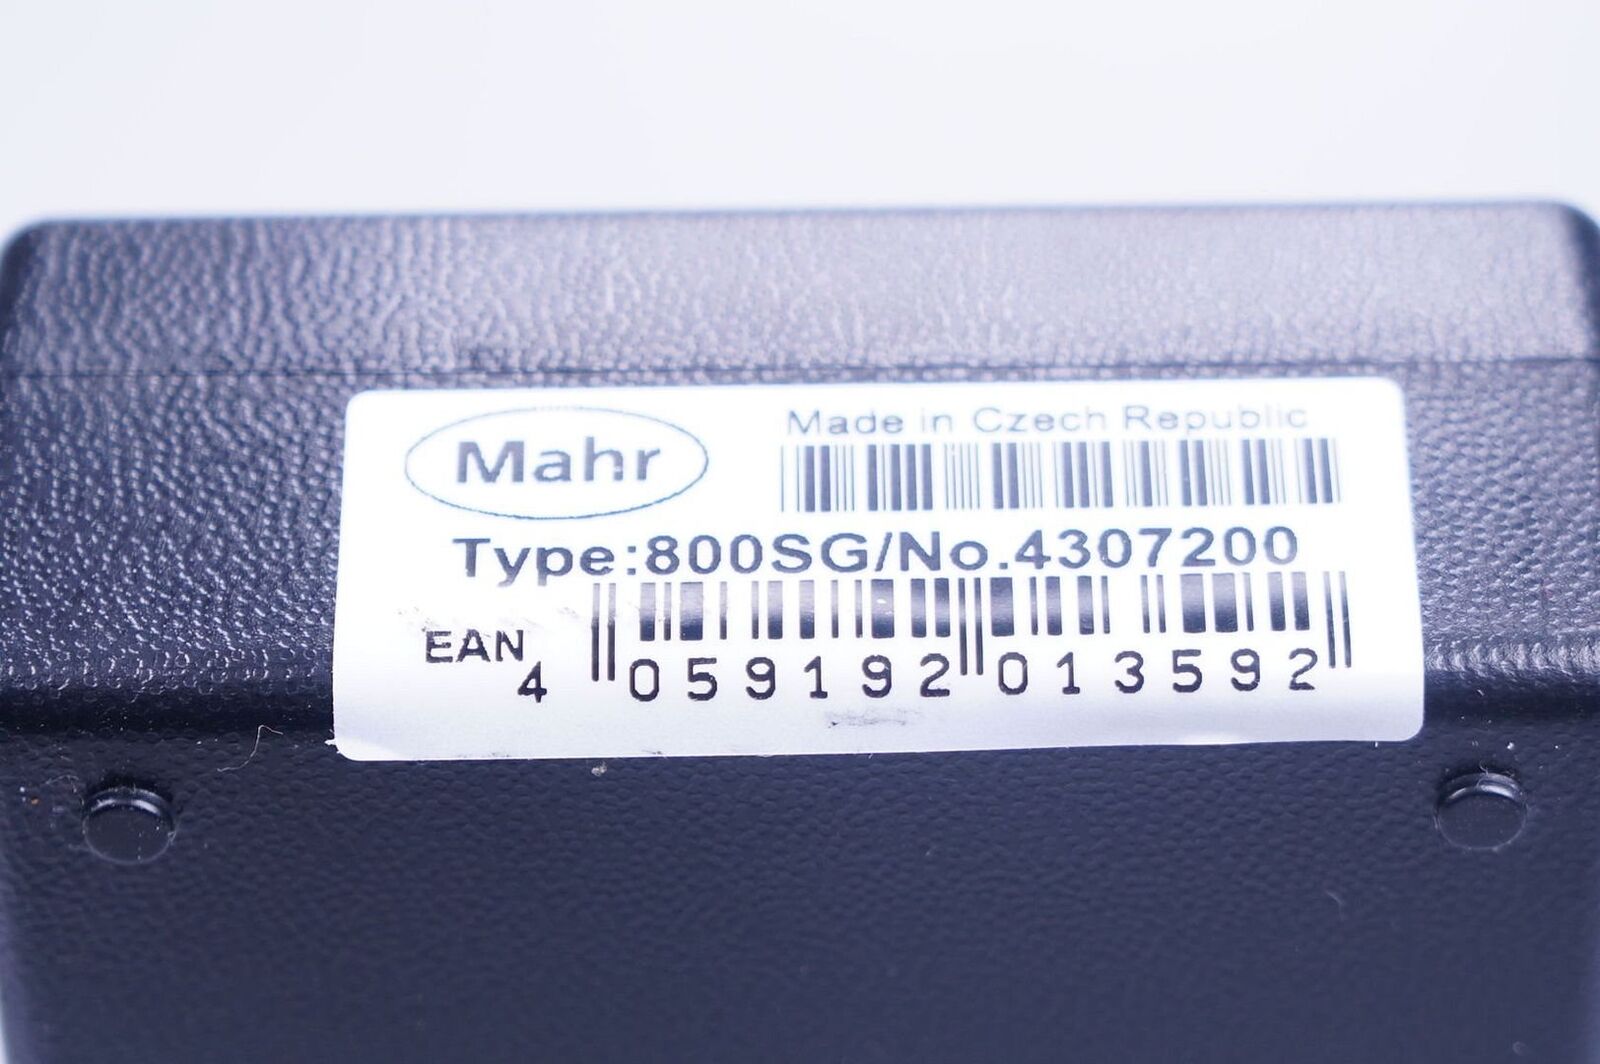 Mahr
Made in Czech Republic
Type:800SG/No.4307200
EAN
4 059192 013592